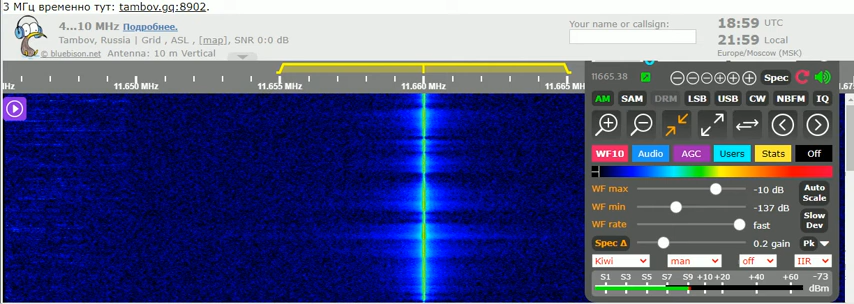 3 МГц временно тут: tambov.gq:8902.
4...10 MHz Подробнее.
Tambov, Russia | Grid , ASL , [map], SNR 0:0 dB
© bluebison.net Antenna: 10 m Vertical
Your name or callsign:
18:59 UTC
21:59 Local
Europe/Moscow (MSK)
Hz 11.650 MHz 11.655 MHz 11.660 MHz 11.665 MHz
11665.38 Spec
AM SAM DRM LSB USB CW NBFM IQ
WF10 Audio AGC Users Stats Off
WF max -10 dB Auto Scale
WF min -137 dB
WF rate fast Slow Dev
Spec Δ 0.2 gain Pk
Kiwi man off IIR
S1 S3 S5 S7 S9 +10 +20 +40 +60 -73 dBm